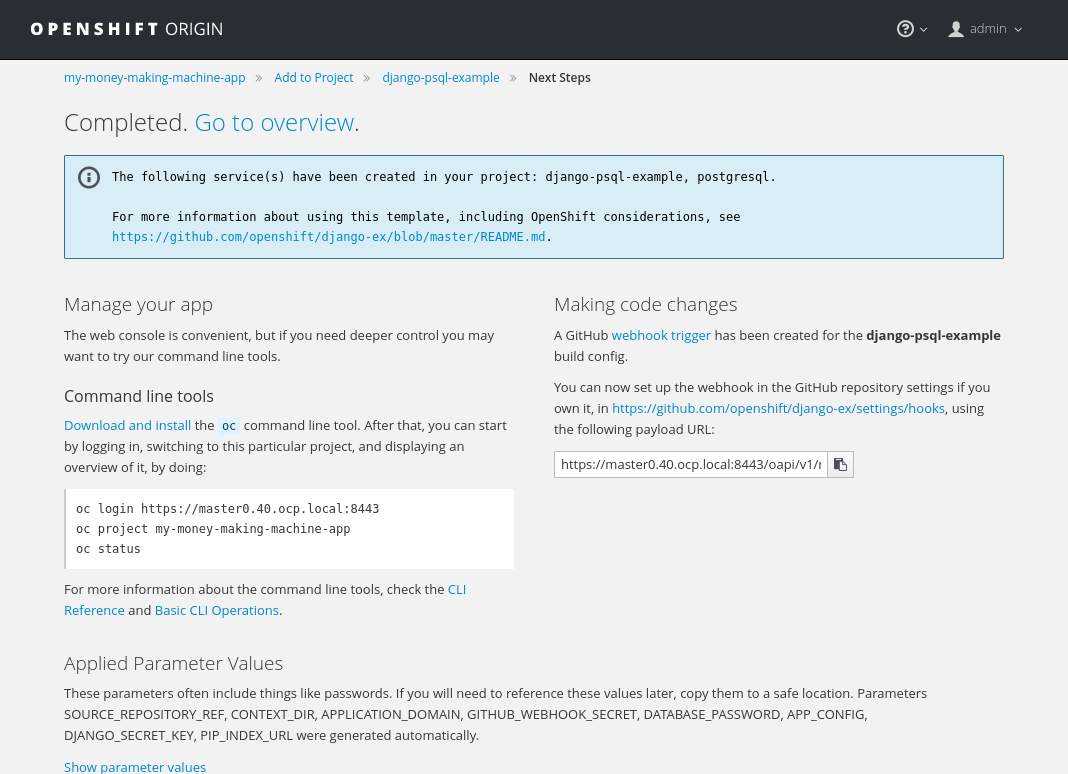 OPENSHIFT ORIGIN
admin
my-money-making-machine-app » Add to Project » django-psql-example » Next Steps
Completed. Go to overview.
The following service(s) have been created in your project: django-psql-example, postgresql.
For more information about using this template, including OpenShift considerations, see
https://github.com/openshift/django-ex/blob/master/README.md.
Manage your app
The web console is convenient, but if you need deeper control you may
want to try our command line tools.
Command line tools
Download and install the oc command line tool. After that, you can start
by logging in, switching to this particular project, and displaying an
overview of it, by doing:
oc login https://master0.40.ocp.local:8443
oc project my-money-making-machine-app
oc status
For more information about the command line tools, check the CLI
Reference and Basic CLI Operations.
Making code changes
A GitHub webhook trigger has been created for the django-psql-example
build config.
You can now set up the webhook in the GitHub repository settings if you
own it, in https://github.com/openshift/django-ex/settings/hooks, using
the following payload URL:
https://master0.40.ocp.local:8443/oapi/v1/
Applied Parameter Values
These parameters often include things like passwords. If you will need to reference these values later, copy them to a safe location. Parameters
SOURCE_REPOSITORY_REF, CONTEXT_DIR, APPLICATION_DOMAIN, GITHUB_WEBHOOK_SECRET, DATABASE_PASSWORD, APP_CONFIG,
DJANGO_SECRET_KEY, PIP_INDEX_URL were generated automatically.
Show parameter values